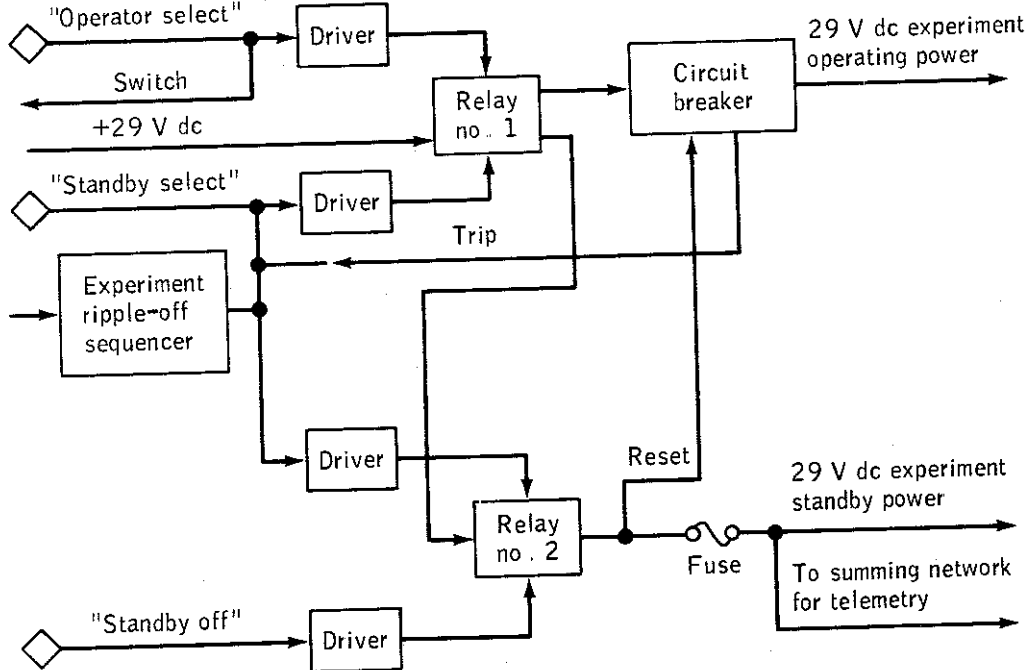 "Operator select"
Driver
29 V dc experiment
operating power
Switch
Circuit
breaker
Relay
no. 1
+29 V dc
"Standby select"
Driver
Trip
Experiment
ripple-off
sequencer
Driver
Reset
29 V dc experiment
standby power
Relay
no. 2
Fuse
To summing network
for telemetry
"Standby off"
Driver